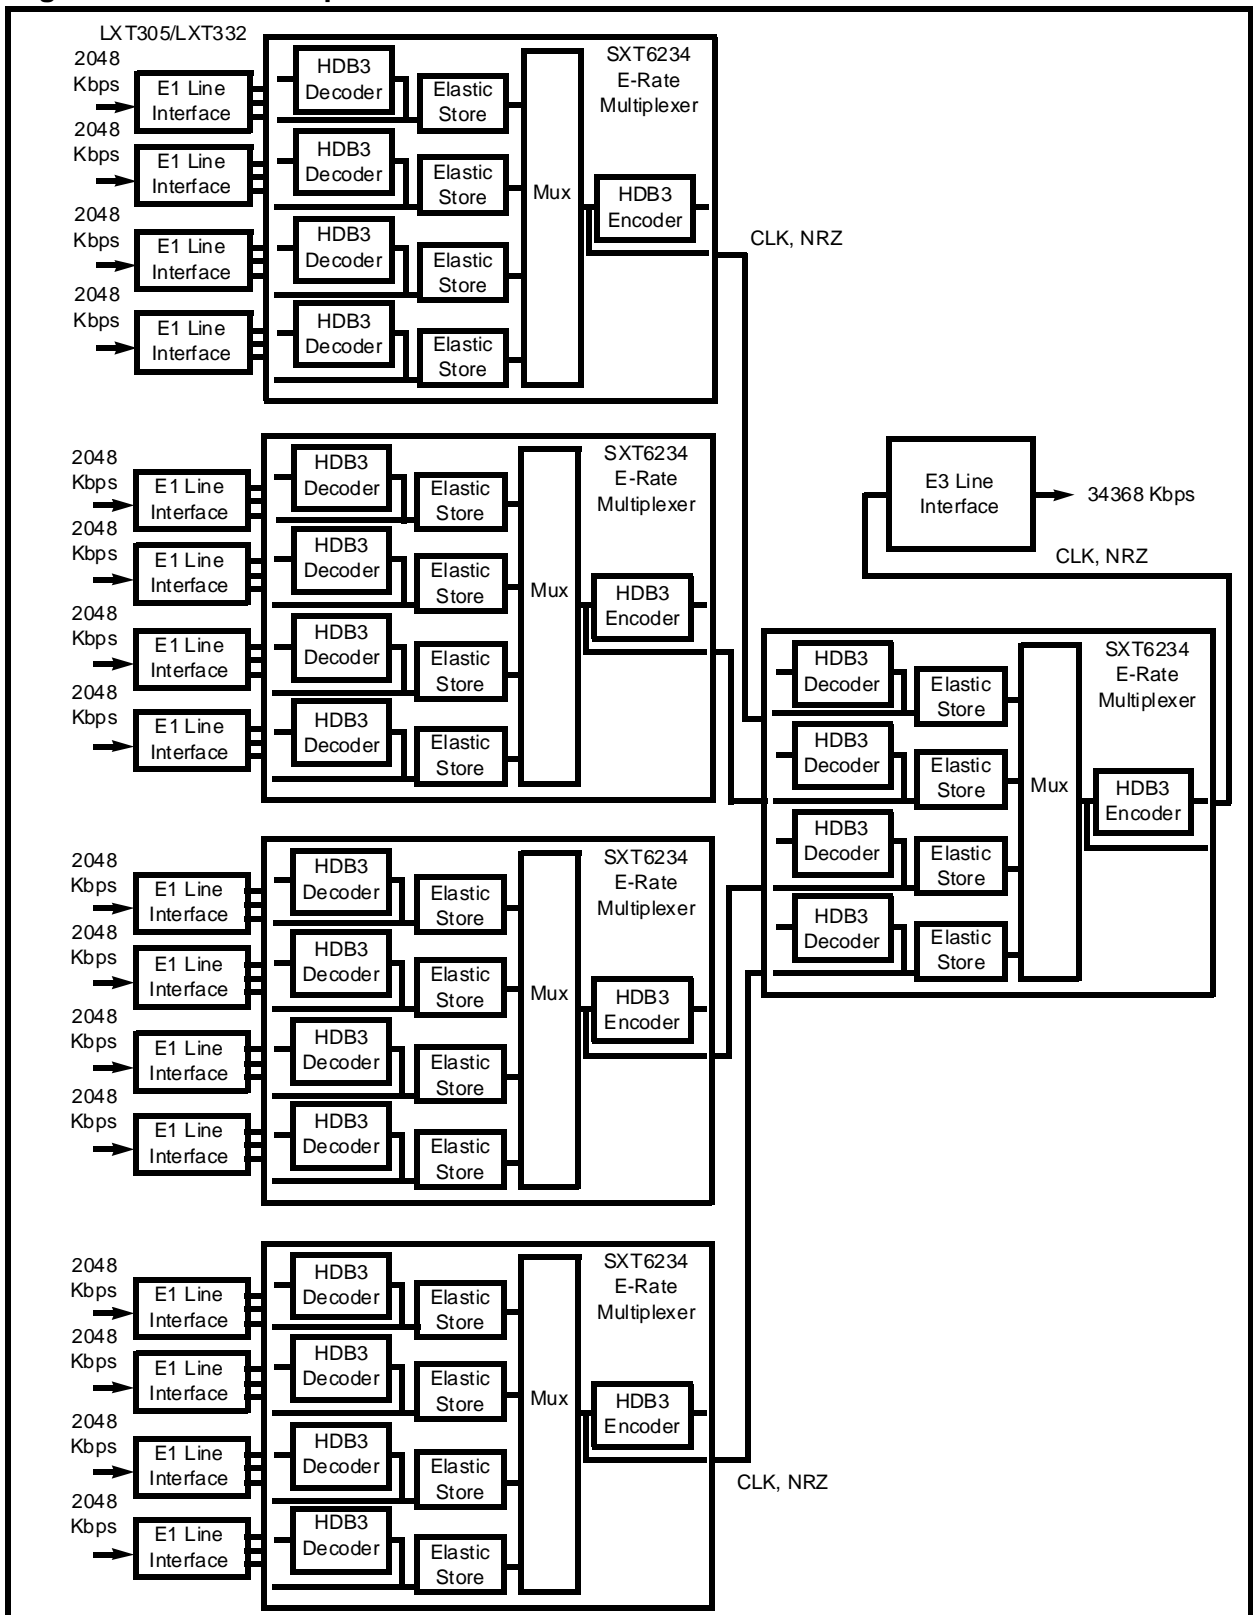 LXT305/LXT332
2048
Kbps
E1 Line
Interface
2048
Kbps
E1 Line
Interface
2048
Kbps
E1 Line
Interface
2048
Kbps
E1 Line
Interface
HDB3
Decoder
Elastic
Store
HDB3
Decoder
Elastic
Store
HDB3
Decoder
Elastic
Store
HDB3
Decoder
Elastic
Store
Mux
SXT6234
E-Rate
Multiplexer
HDB3
Encoder
CLK, NRZ
2048
Kbps
E1 Line
Interface
2048
Kbps
E1 Line
Interface
2048
Kbps
E1 Line
Interface
2048
Kbps
E1 Line
Interface
HDB3
Decoder
Elastic
Store
HDB3
Decoder
Elastic
Store
HDB3
Decoder
Elastic
Store
HDB3
Decoder
Elastic
Store
Mux
SXT6234
E-Rate
Multiplexer
HDB3
Encoder
E3 Line
Interface
34368 Kbps
CLK, NRZ
HDB3
Decoder
Elastic
Store
HDB3
Decoder
Elastic
Store
HDB3
Decoder
Elastic
Store
HDB3
Decoder
Elastic
Store
Mux
SXT6234
E-Rate
Multiplexer
HDB3
Encoder
2048
Kbps
E1 Line
Interface
2048
Kbps
E1 Line
Interface
2048
Kbps
E1 Line
Interface
2048
Kbps
E1 Line
Interface
HDB3
Decoder
Elastic
Store
HDB3
Decoder
Elastic
Store
HDB3
Decoder
Elastic
Store
HDB3
Decoder
Elastic
Store
Mux
SXT6234
E-Rate
Multiplexer
HDB3
Encoder
2048
Kbps
E1 Line
Interface
2048
Kbps
E1 Line
Interface
2048
Kbps
E1 Line
Interface
2048
Kbps
E1 Line
Interface
HDB3
Decoder
Elastic
Store
HDB3
Decoder
Elastic
Store
HDB3
Decoder
Elastic
Store
HDB3
Decoder
Elastic
Store
Mux
SXT6234
E-Rate
Multiplexer
HDB3
Encoder
CLK, NRZ